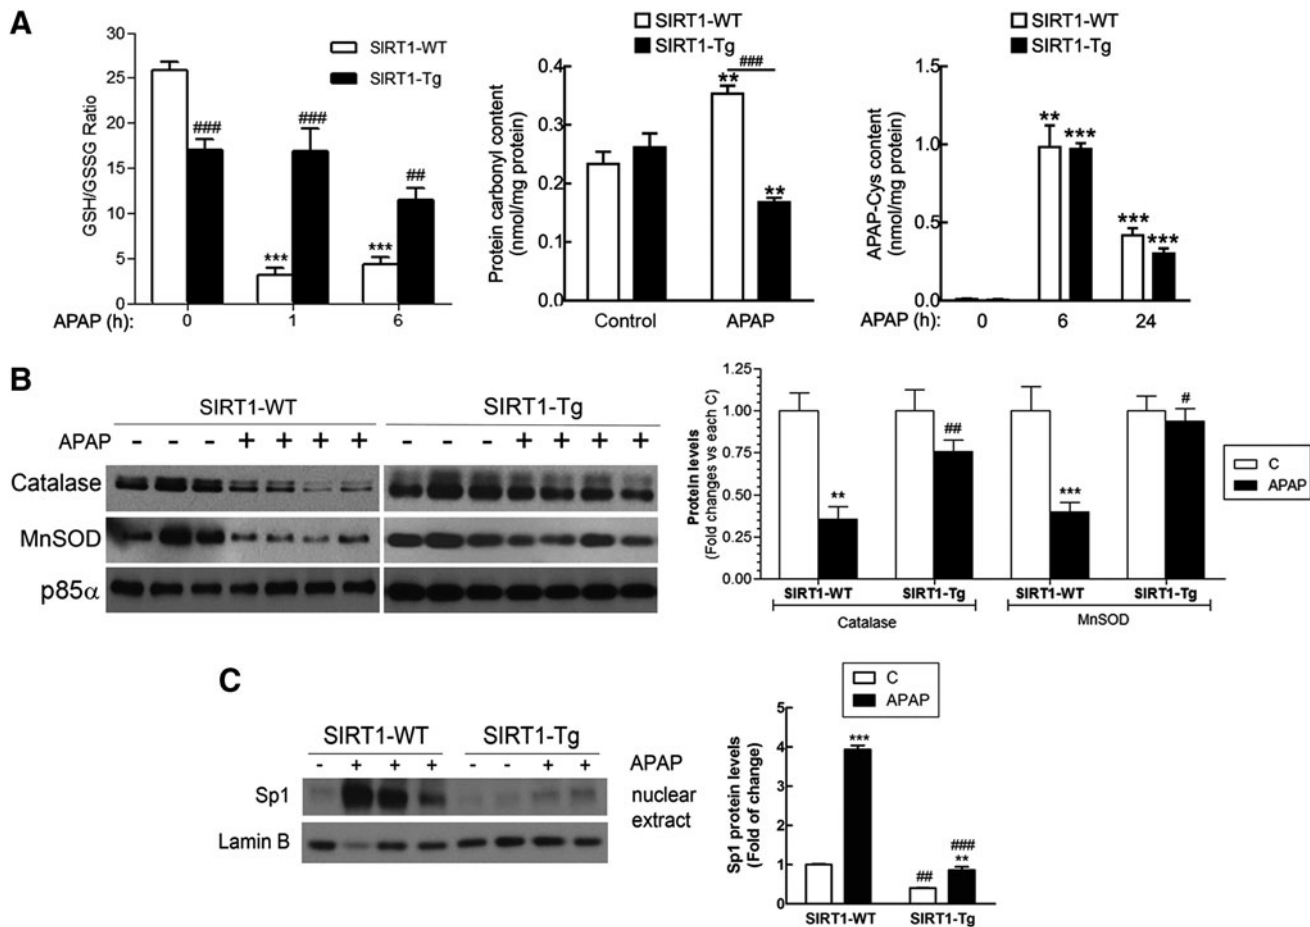 A
GSH/GSSG Ratio
30
25
20
15
10
5
0
SIRT1-WT
SIRT1-Tg
###
###
##
***
***
APAP (h):
0 1 6
Protein carbonyl content
(nmol/mg protein)
0.4
0.3
0.2
0.1
0.0
SIRT1-WT
SIRT1-Tg
###
**
**
Control APAP
APAP-Cys content
(nmol/mg protein)
1.5
1.0
0.5
0.0
SIRT1-WT
SIRT1-Tg
**
***
***
***
APAP (h): 0 6 24
B
SIRT1-WT SIRT1-Tg
APAP - - - + + + + - - - + + + +
Catalase
MnSOD
p85α
Protein levels
(Fold changes vs each C)
1.25
1.00
0.75
0.50
0.25
0.00
**
##
***
#
SIRT1-WT SIRT1-Tg SIRT1-WT SIRT1-Tg
Catalase MnSOD
C
APAP
C
SIRT1-WT SIRT1-Tg
- + + + - - + + APAP
Sp1
Lamin B
nuclear
extract
C
APAP
Sp1 protein levels
(Fold of change)
5
4
3
2
1
0
***
##
###
**
SIRT1-WT SIRT1-Tg